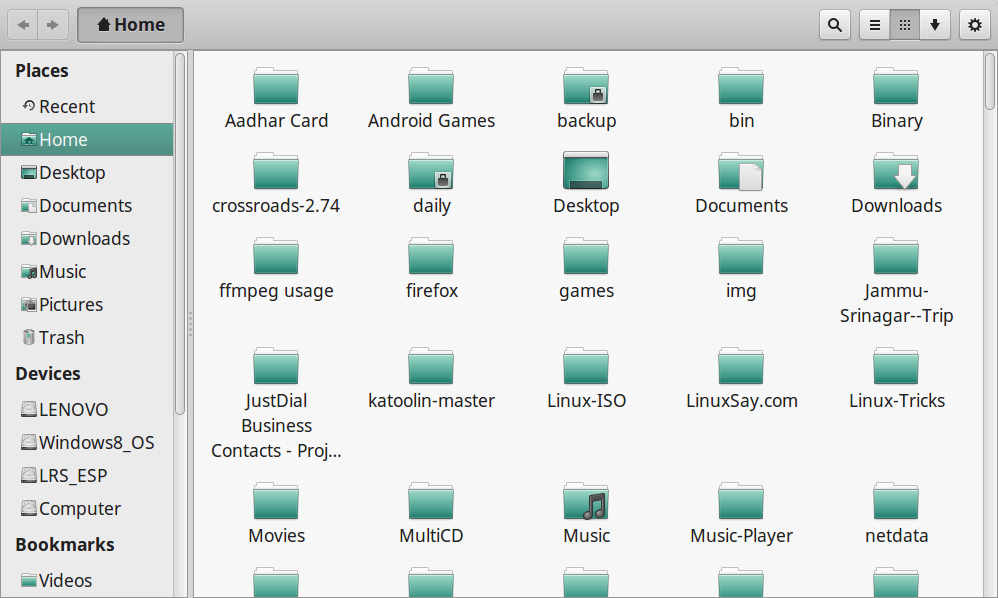 Home
Places
Recent
Home
Desktop
Documents
Downloads
Music
Pictures
Trash
Devices
LENOVO
Windows8_OS
LRS_ESP
Computer
Bookmarks
Videos
Aadhar Card
Android Games
backup
bin
Binary
crossroads-2.74
daily
Desktop
Documents
Downloads
ffmpeg usage
firefox
games
img
Jammu-
Srinagar--Trip
JustDial
Business
Contacts - Proj...
katoolin-master
Linux-ISO
LinuxSay.com
Linux-Tricks
Movies
MultiCD
Music
Music-Player
netdata